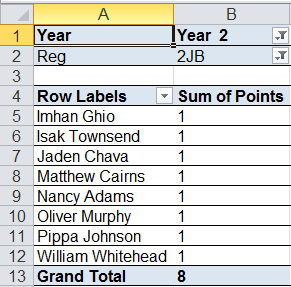 A B
1 Year Year 2
2 Reg 2JB
3
4 Row Labels Sum of Points
5 Imhan Ghio 1
6 Isak Townsend 1
7 Jaden Chava 1
8 Matthew Cairns 1
9 Nancy Adams 1
10 Oliver Murphy 1
11 Pippa Johnson 1
12 William Whitehead 1
13 Grand Total 8